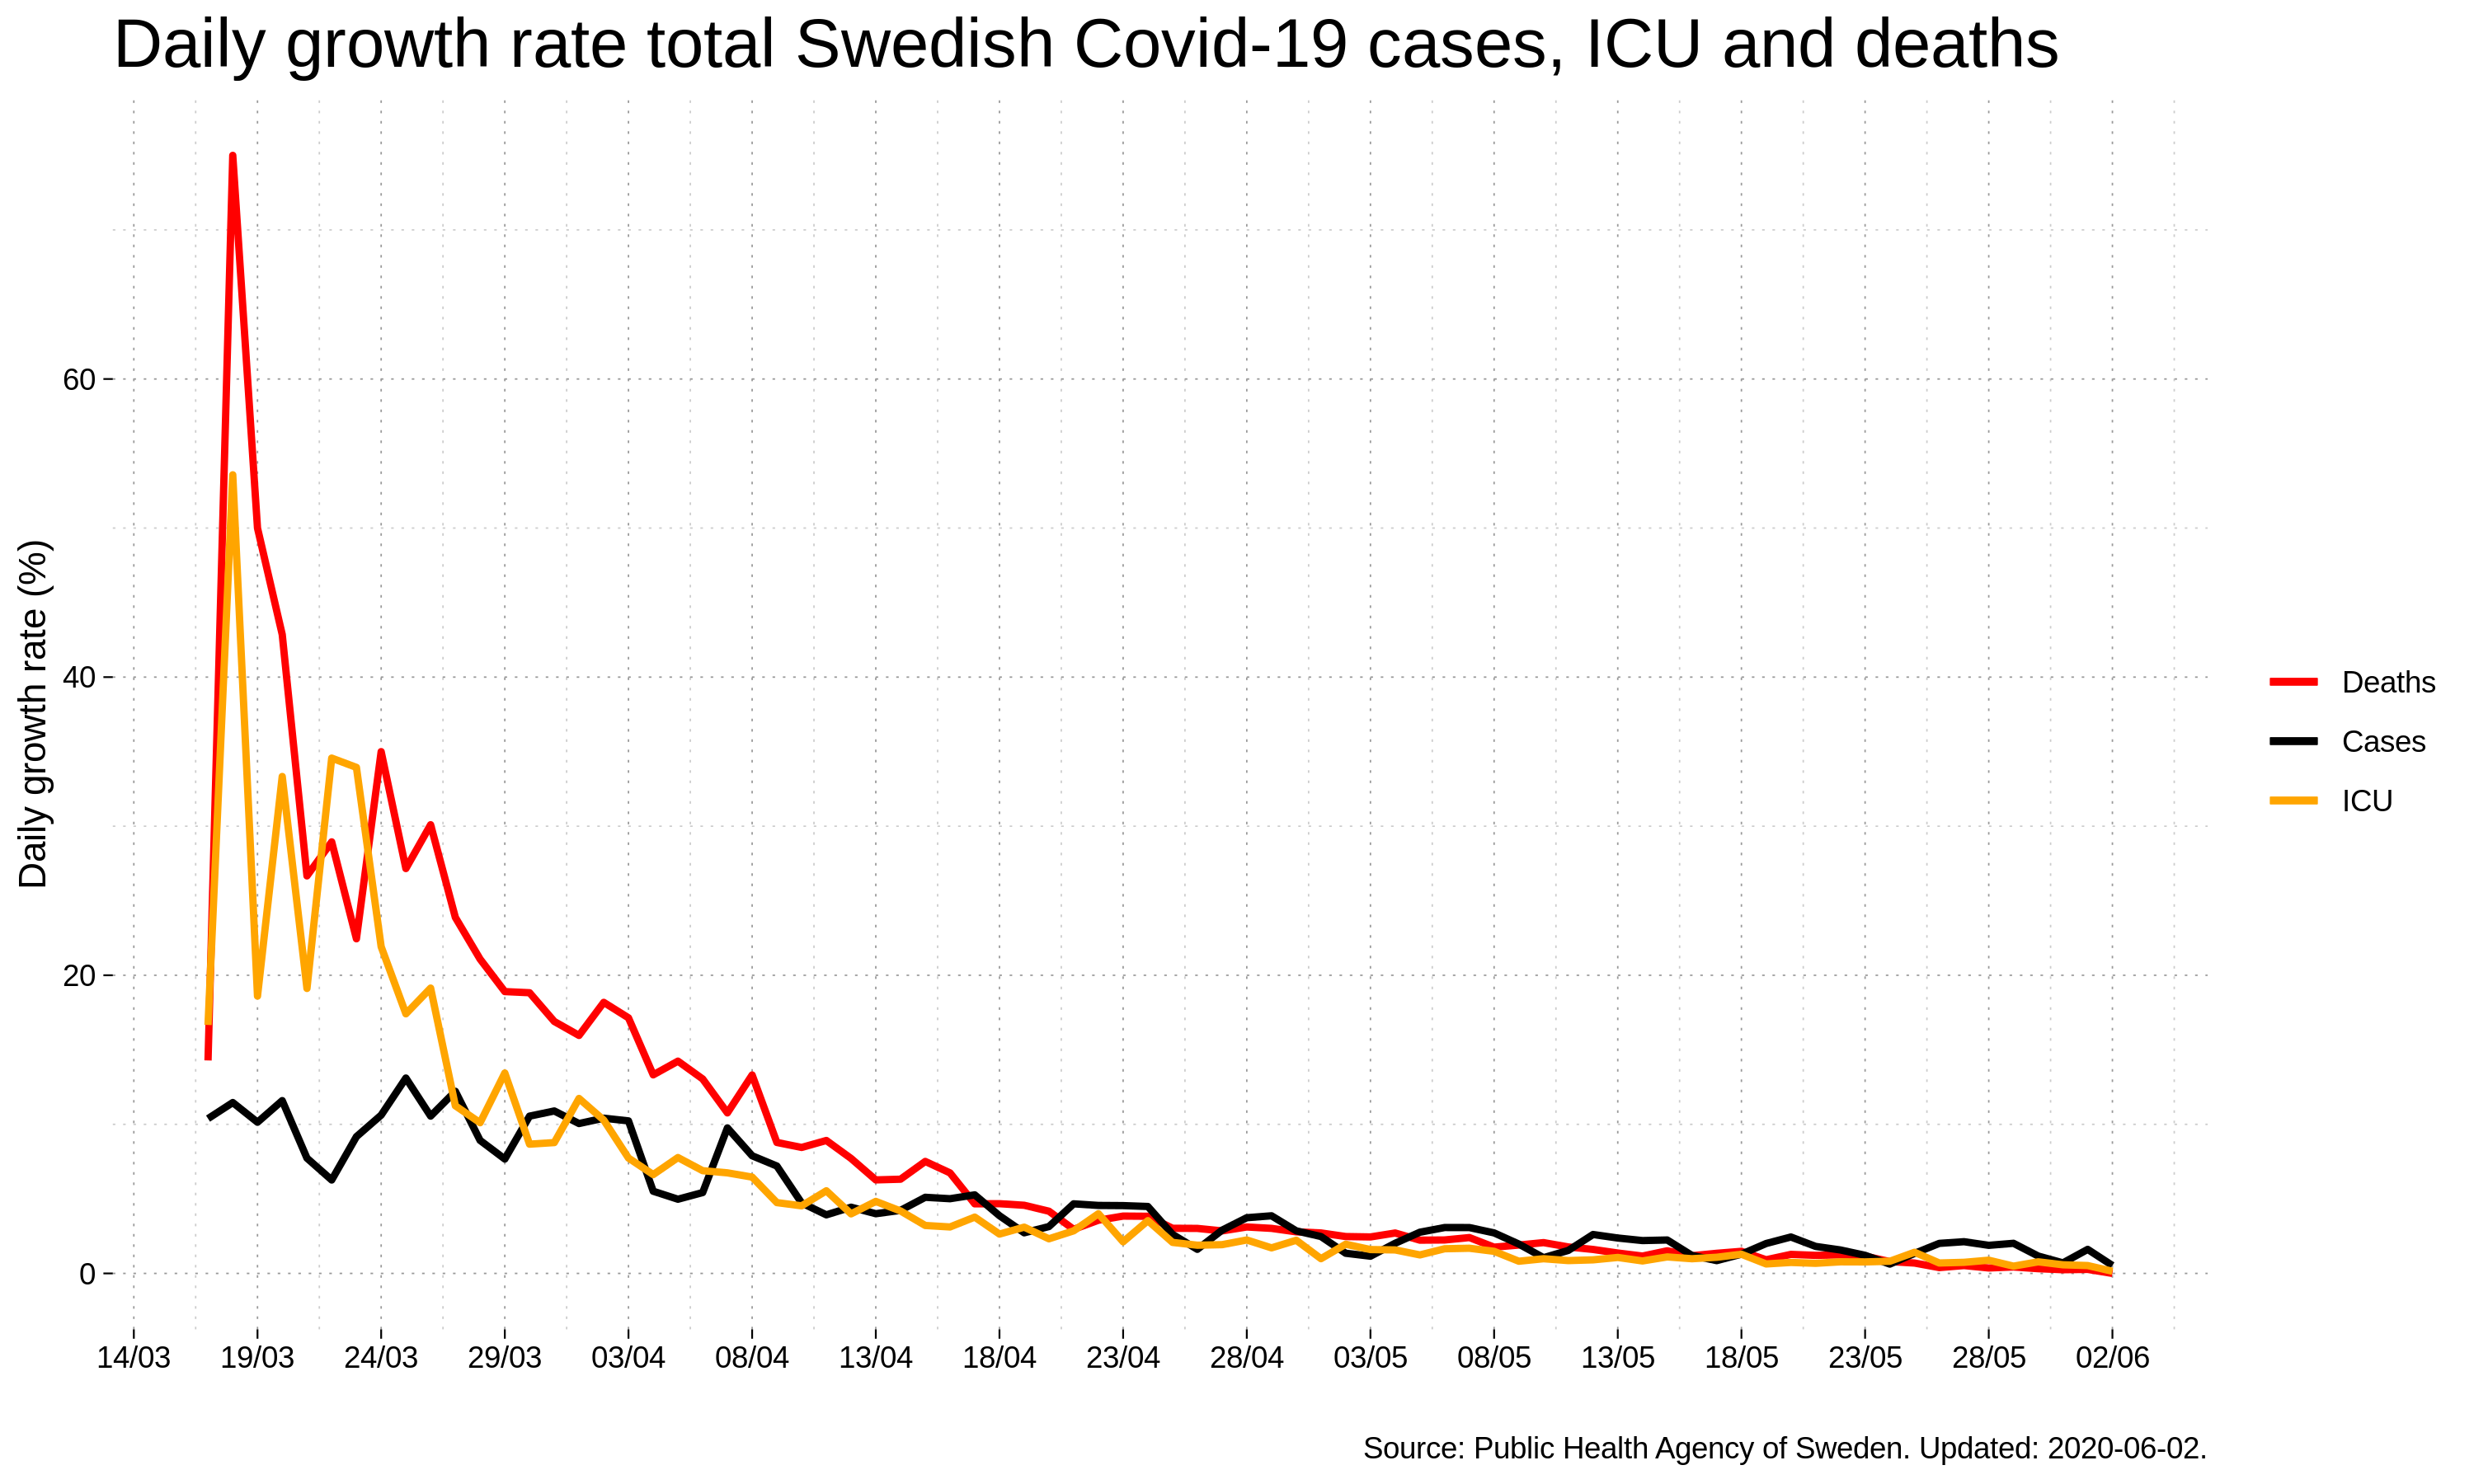 Daily growth rate total Swedish Covid-19 cases, ICU and deaths
Daily growth rate (%)
60
40
20
0
14/03 19/03 24/03 29/03 03/04 08/04 13/04 18/04 23/04 28/04 03/05 08/05 13/05 18/05 23/05 28/05 02/06
Deaths
Cases
ICU
Source: Public Health Agency of Sweden. Updated: 2020-06-02.